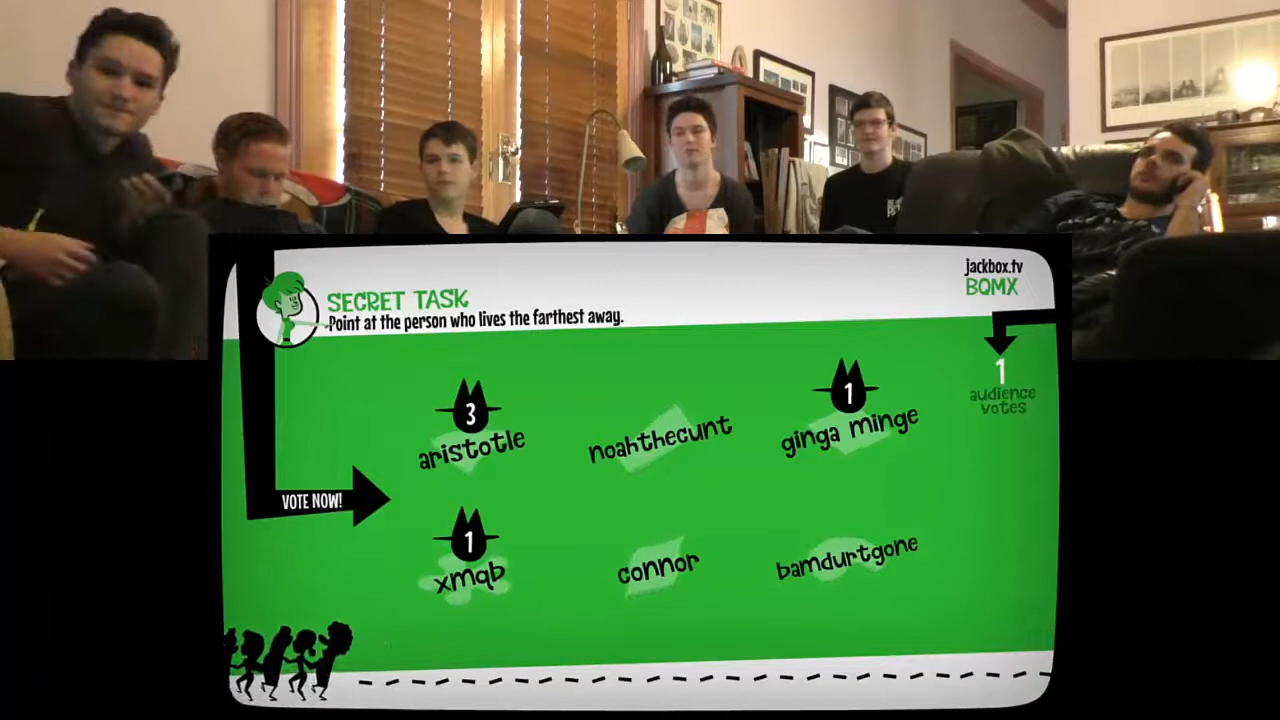 jackbox.tv
BQMX
SECRET TASK
Point at the person who lives the farthest away.
1
audience
votes
3
aristotle
noahthecunt
1
ginga minge
VOTE NOW!
1
xmqb
connor
bamdurtgone